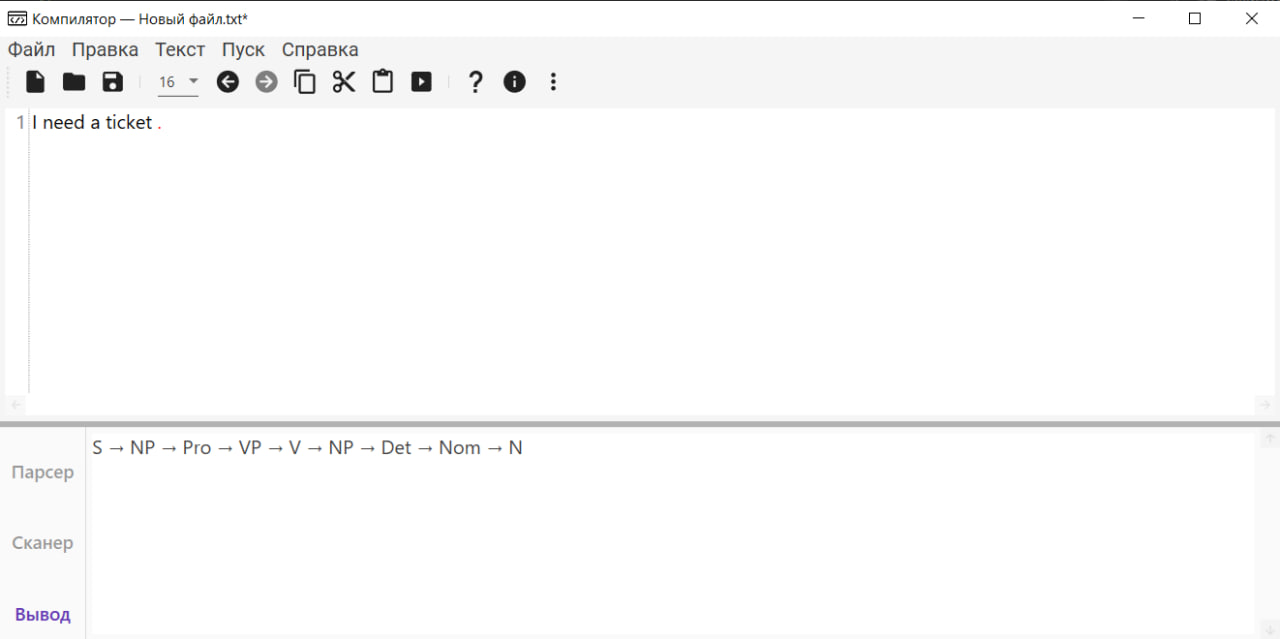 Компилятор — Новый файл.txt*
Файл Правка Текст Пуск Справка
16
1 I need a ticket .
S → NP → Pro → VP → V → NP → Det → Nom → N
Парсер
Сканер
Вывод